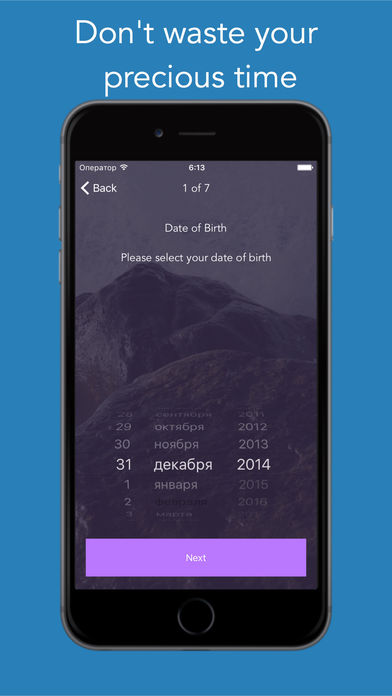 Don't waste your
precious time
Оператор 6:13
Back 1 of 7
Date of Birth
Please select your date of birth
28 сентября 2011
29 октября 2012
30 ноября 2013
31 декабря 2014
1 января 2015
2 февраля 2016
3 марта
Next